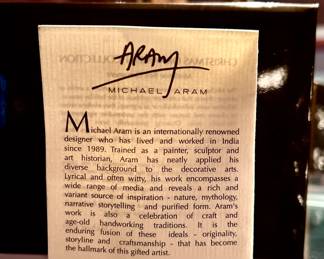 ARAM
MICHAEL ARAM
Michael Aram is an internationally renowned
designer who has lived and worked in India
since 1989. Trained as a painter, sculptor and
art historian, Aram has neatly applied his
diverse background to the decorative arts.
Lyrical and often witty, his work encompasses a
wide range of media and reveals a rich and
variant source of inspiration - nature, mythology,
narrative storytelling and purified form. Aram's
work is also a celebration of craft and
age-old handworking traditions. It is the
enduring fusion of these ideals - originality,
storyline and craftsmanship - that has become
the hallmark of this gifted artist.